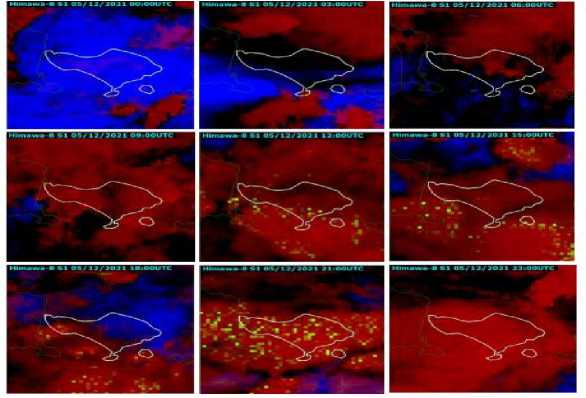 Himawa-8 S1 05/12/2021 00:00UTC
Himawa-8 S1 05/12/2021 03:00UTC
Himawa-8 S1 05/12/2021 06:00UTC
Himawa-8 S1 05/12/2021 09:00UTC
Himawa-8 S1 05/12/2021 12:00UTC
Himawa-8 S1 05/12/2021 15:00UTC
Himawa-8 S1 05/12/2021 18:00UTC
Himawa-8 S1 05/12/2021 21:00UTC
Himawa-8 S1 05/12/2021 23:00UTC